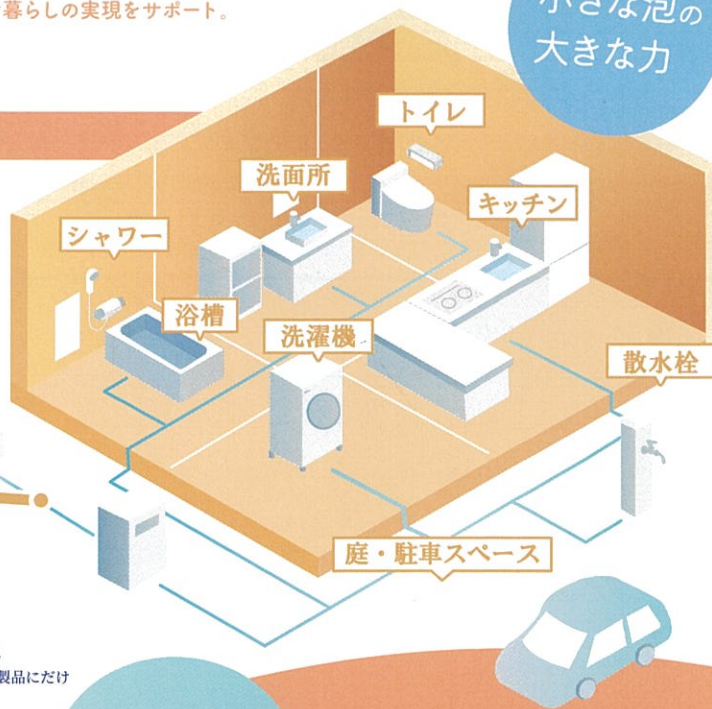 暮らしの実現をサポート。
小さな泡の
大きな力
トイレ
洗面所
キッチン
シャワー
浴槽
洗濯機
散水栓
庭・駐車スペース
製品にだけ